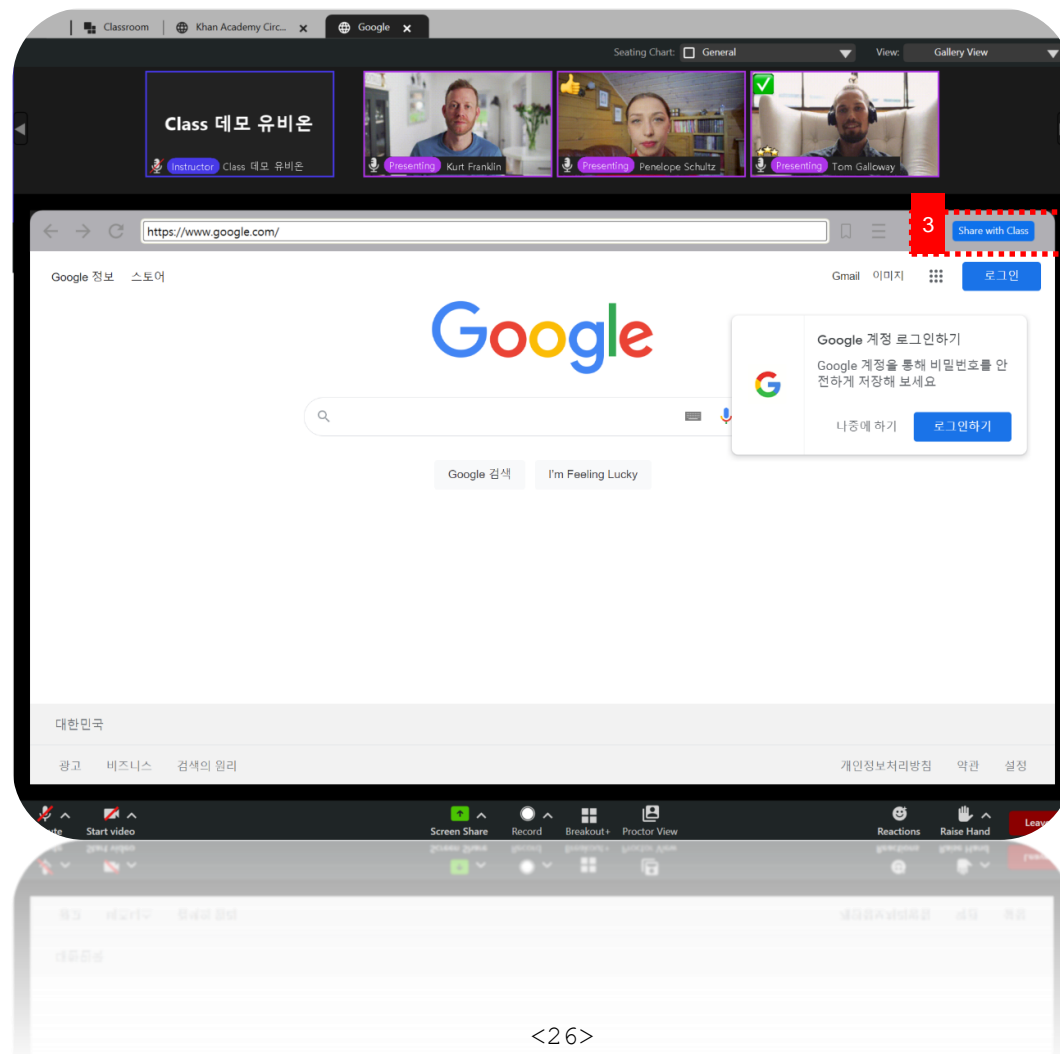 Classroom
Khan Academy Circ...
Google
Seating Chart: General
View: Gallery View
Class 데모 유비온
Instructor Class 데모 유비온
Presenting Kurt Franklin
Presenting Penelope Schultz
Presenting Tom Galloway
https://www.google.com/
3
Share with Class
Google 정보 스토어
Gmail 이미지
로그인
Google
Google 계정 로그인하기
Google 계정을 통해 비밀번호를 안
전하게 저장해 보세요
나중에 하기
로그인하기
Google 검색
I'm Feeling Lucky
대한민국
광고 비즈니스 검색의 원리
개인정보처리방침 약관 설정
Start video
Screen Share
Record
Breakout+
Proctor View
Reactions
Raise Hand
<26>